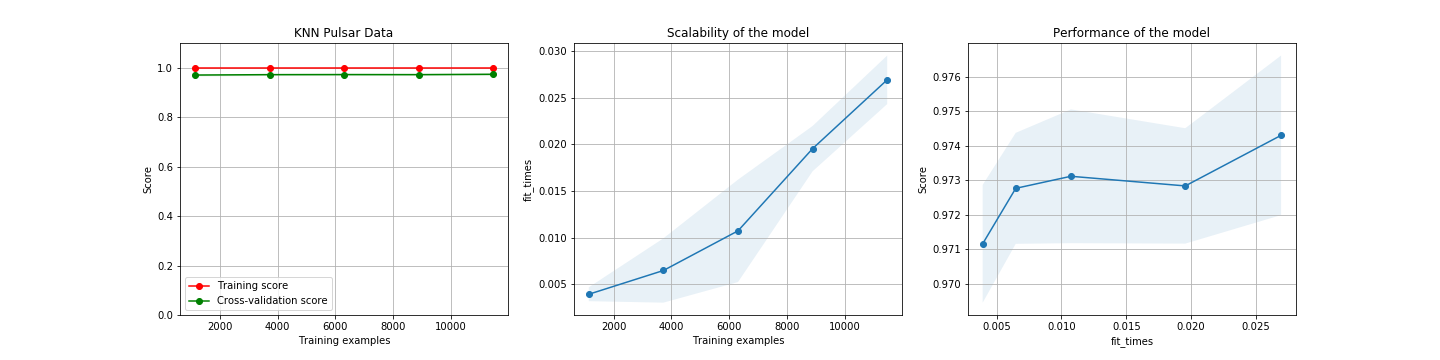 KNN Pulsar Data
Score
1.0
0.8
0.6
0.4
0.2
0.0
Training score
Cross-validation score
2000 4000 6000 8000 10000
Training examples
Scalability of the model
fit_times
0.030
0.025
0.020
0.015
0.010
0.005
2000 4000 6000 8000 10000
Training examples
Performance of the model
Score
0.976
0.975
0.974
0.973
0.972
0.971
0.970
0.005 0.010 0.015 0.020 0.025
fit_times